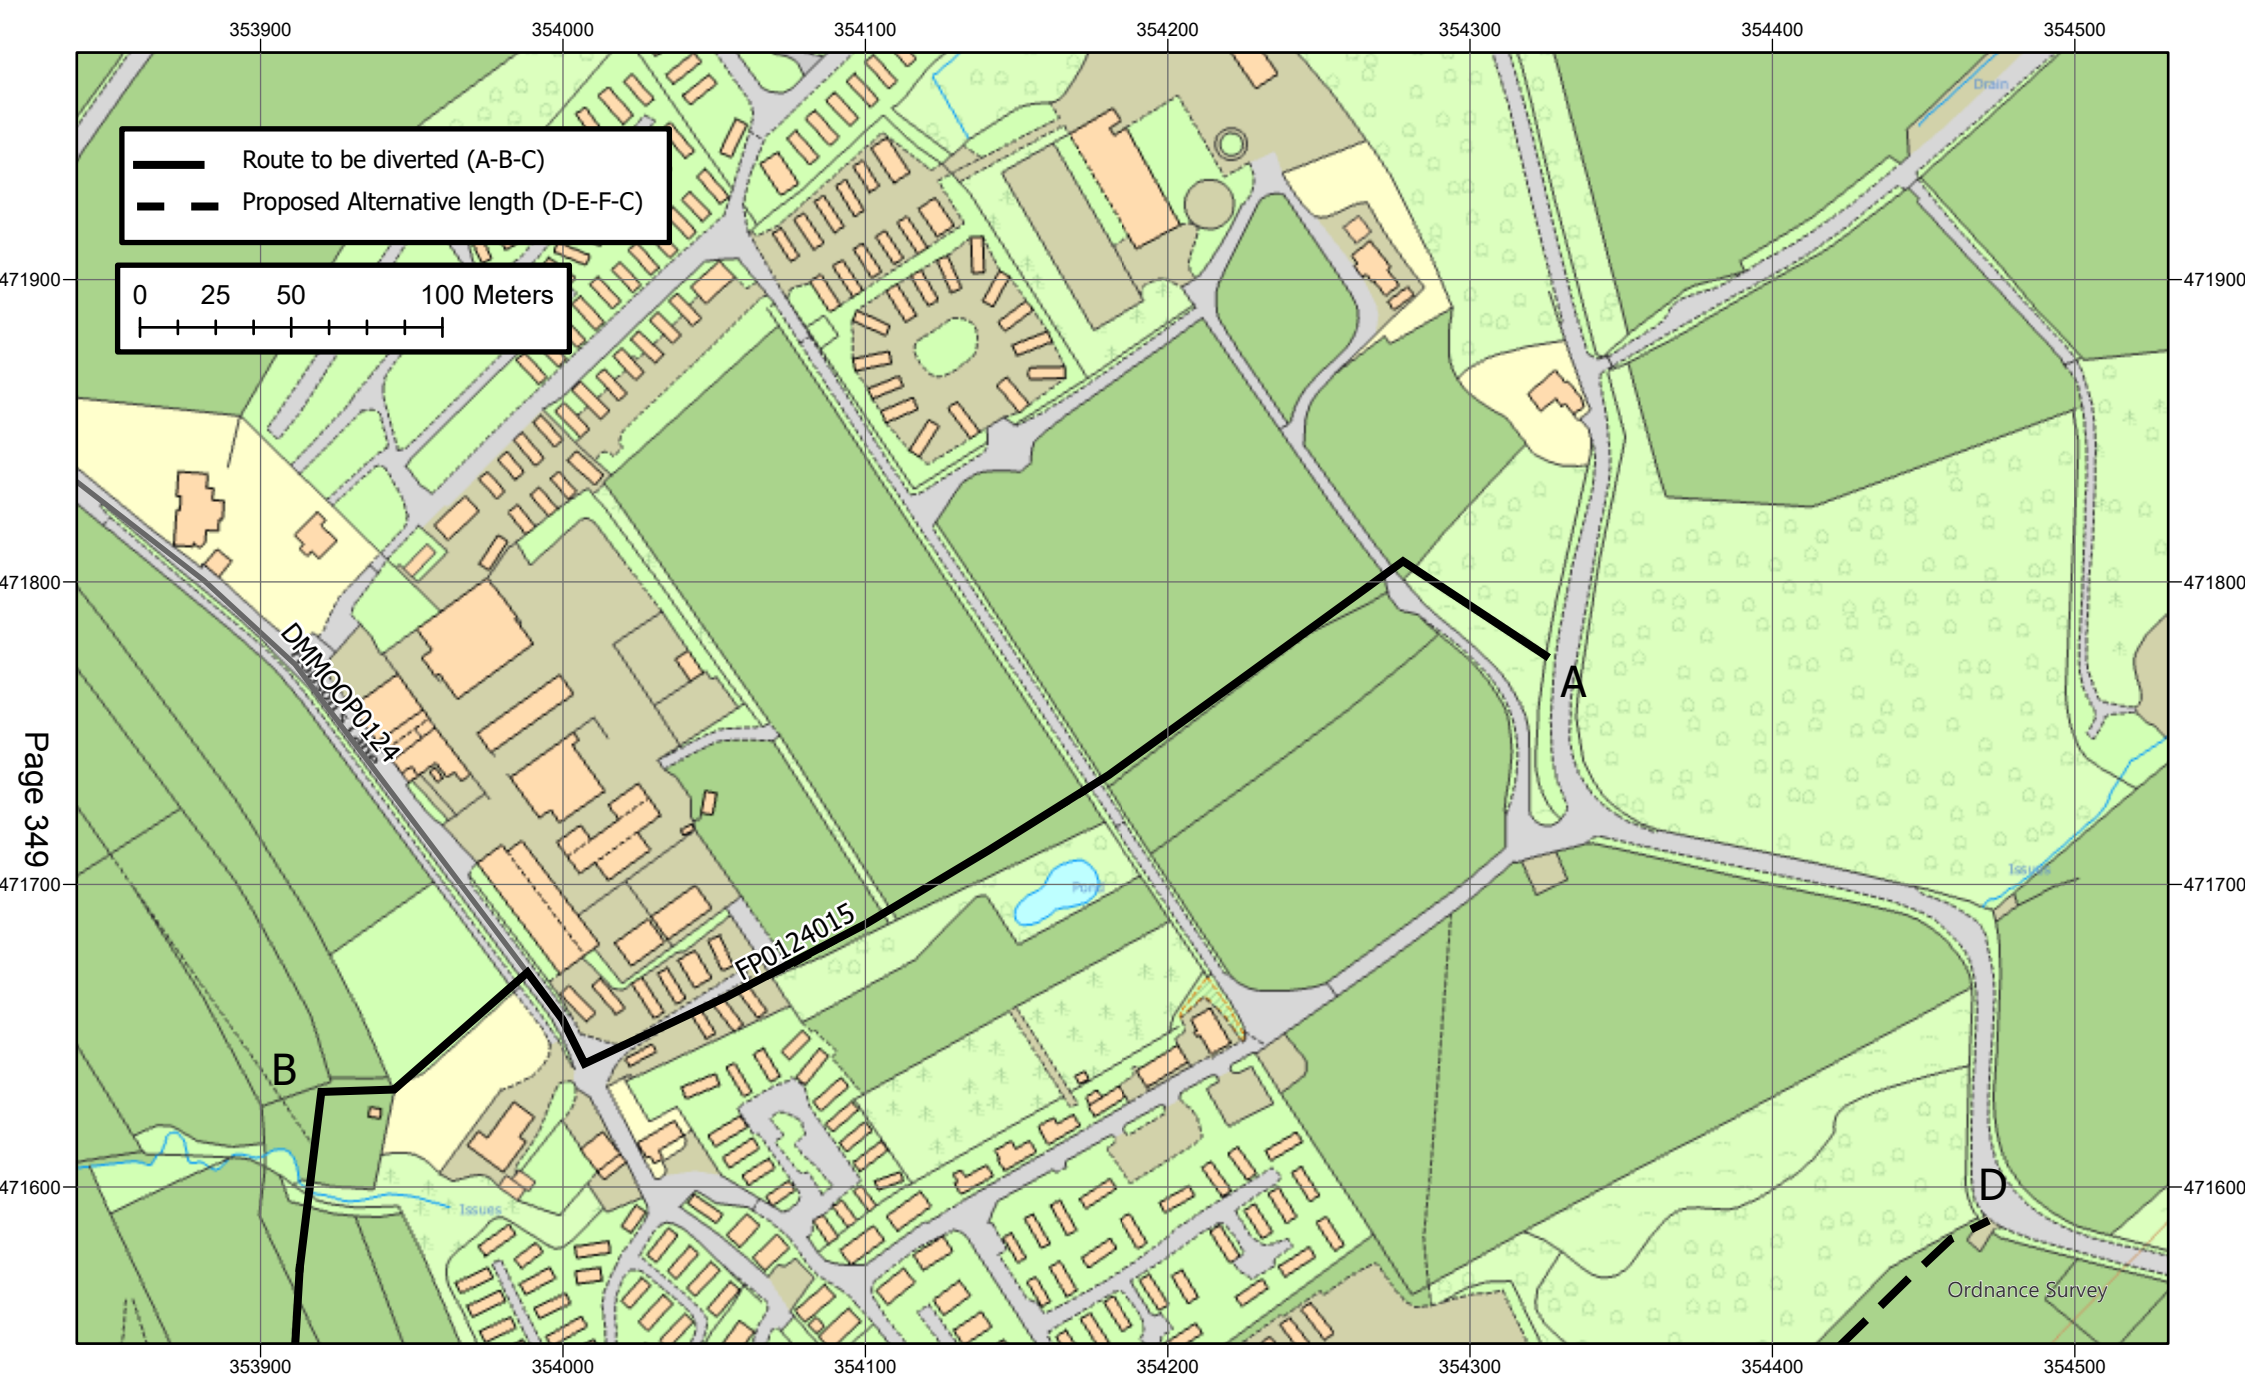 353900 354000 354100 354200 354300 354400 354500
Drain
Route to be diverted (A-B-C)
Proposed Alternative length (D-E-F-C)
471900 471900
0 25 50 100 Meters
471800 471800
DMMOOP0124
A
Page 349
Pond
Issues
471700 471700
FP0124015
B
471600 471600
D
Issues
Ordnance Survey
353900 354000 354100 354200 354300 354400 354500